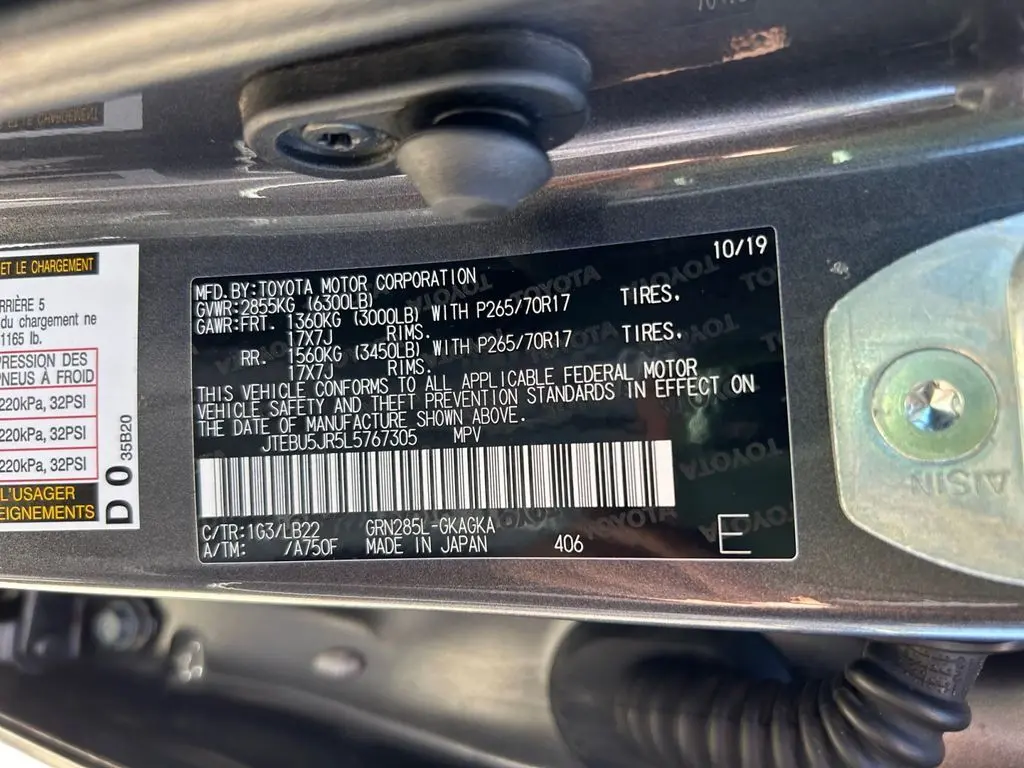 ET LE CHARGEMENT
RRIÈRE 5
du chargement ne
1165 lb.
PRESSION DES
PNEUS À FROID
220kPa, 32PSI
220kPa, 32PSI
220kPa, 32PSI
L'USAGER
EIGNEMENTS
D 0 35B20
10/19
MFD.BY:TOYOTA MOTOR CORPORATION
GVWR:2855KG (6300LB)
GAWR:FRT. 1360KG (3000LB) WITH P265/70R17 TIRES.
17X7J RIMS.
RR. 1560KG (3450LB) WITH P265/70R17 TIRES.
17X7J RIMS.
THIS VEHICLE CONFORMS TO ALL APPLICABLE FEDERAL MOTOR
VEHICLE SAFETY AND THEFT PREVENTION STANDARDS IN EFFECT ON
THE DATE OF MANUFACTURE SHOWN ABOVE.
JTEBU5JR5L5767305 MPV
C/TR:1G3/LB22 GRN285L-GKAGKA
A/TM: /A750F MADE IN JAPAN 406 E
TOYOTA
AISIN